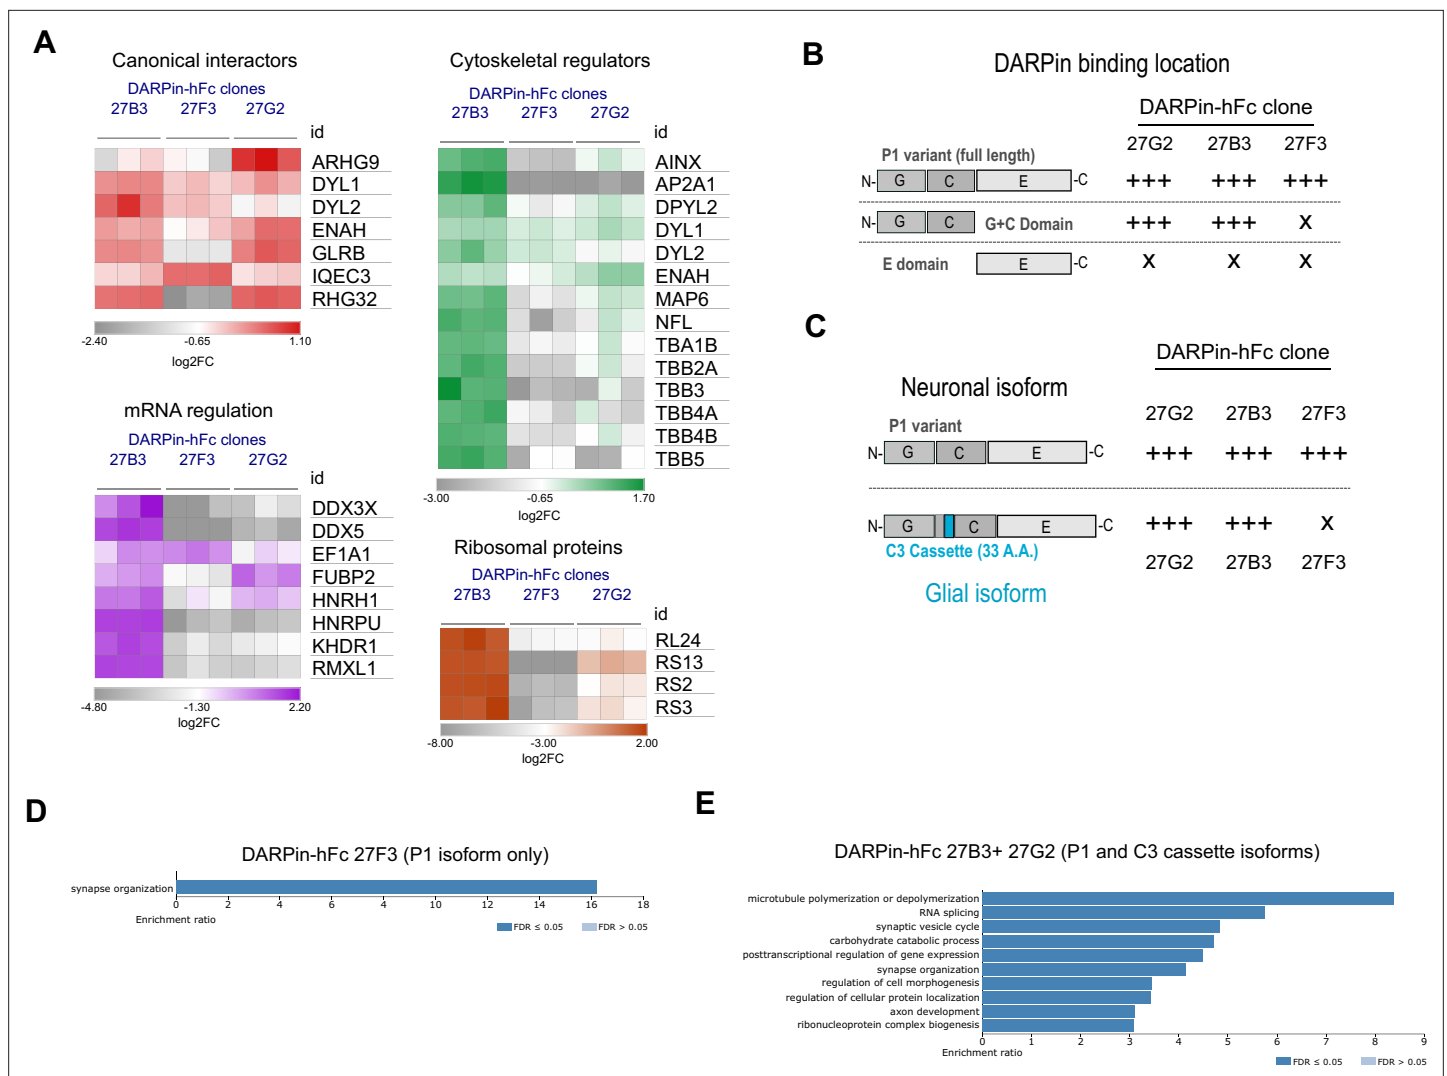 A
Canonical interactors
DARPin-hFc clones
27B3 27F3 27G2
id
ARHG9
DYL1
DYL2
ENAH
GLRB
IQEC3
RHG32
-2.40 -0.65 1.10
log2FC
mRNA regulation
DARPin-hFc clones
27B3 27F3 27G2
id
DDX3X
DDX5
EF1A1
FUBP2
HNRH1
HNRPU
KHDR1
RMXL1
-4.80 -1.30 2.20
log2FC
Cytoskeletal regulators
DARPin-hFc clones
27B3 27F3 27G2
id
AINX
AP2A1
DPYL2
DYL1
DYL2
ENAH
MAP6
NFL
TBA1B
TBB2A
TBB3
TBB4A
TBB4B
TBB5
-3.00 -0.65 1.70
log2FC
Ribosomal proteins
DARPin-hFc clones
27B3 27F3 27G2
id
RL24
RS13
RS2
RS3
-8.00 -3.00 2.00
log2FC
B
DARPin binding location
DARPin-hFc clone
27G2 27B3 27F3
P1 variant (full length)
N- G C E -C +++ +++ +++
N- G C G+C Domain +++ +++ X
E domain E -C X X X
C
DARPin-hFc clone
Neuronal isoform
27G2 27B3 27F3
P1 variant
N- G C E -C +++ +++ +++
N- G C E -C +++ +++ X
C3 Cassette (33 A.A.)
27G2 27B3 27F3
Glial isoform
D
DARPin-hFc 27F3 (P1 isoform only)
synapse organization
0 2 4 6 8 10 12 14 16 18
Enrichment ratio
FDR ≤ 0.05 FDR > 0.05
E
DARPin-hFc 27B3+ 27G2 (P1 and C3 cassette isoforms)
microtubule polymerization or depolymerization
RNA splicing
synaptic vesicle cycle
carbohydrate catabolic process
posttranscriptional regulation of gene expression
synapse organization
regulation of cell morphogenesis
regulation of cellular protein localization
axon development
ribonucleoprotein complex biogenesis
0 1 2 3 4 5 6 7 8 9
Enrichment ratio
FDR ≤ 0.05 FDR > 0.05